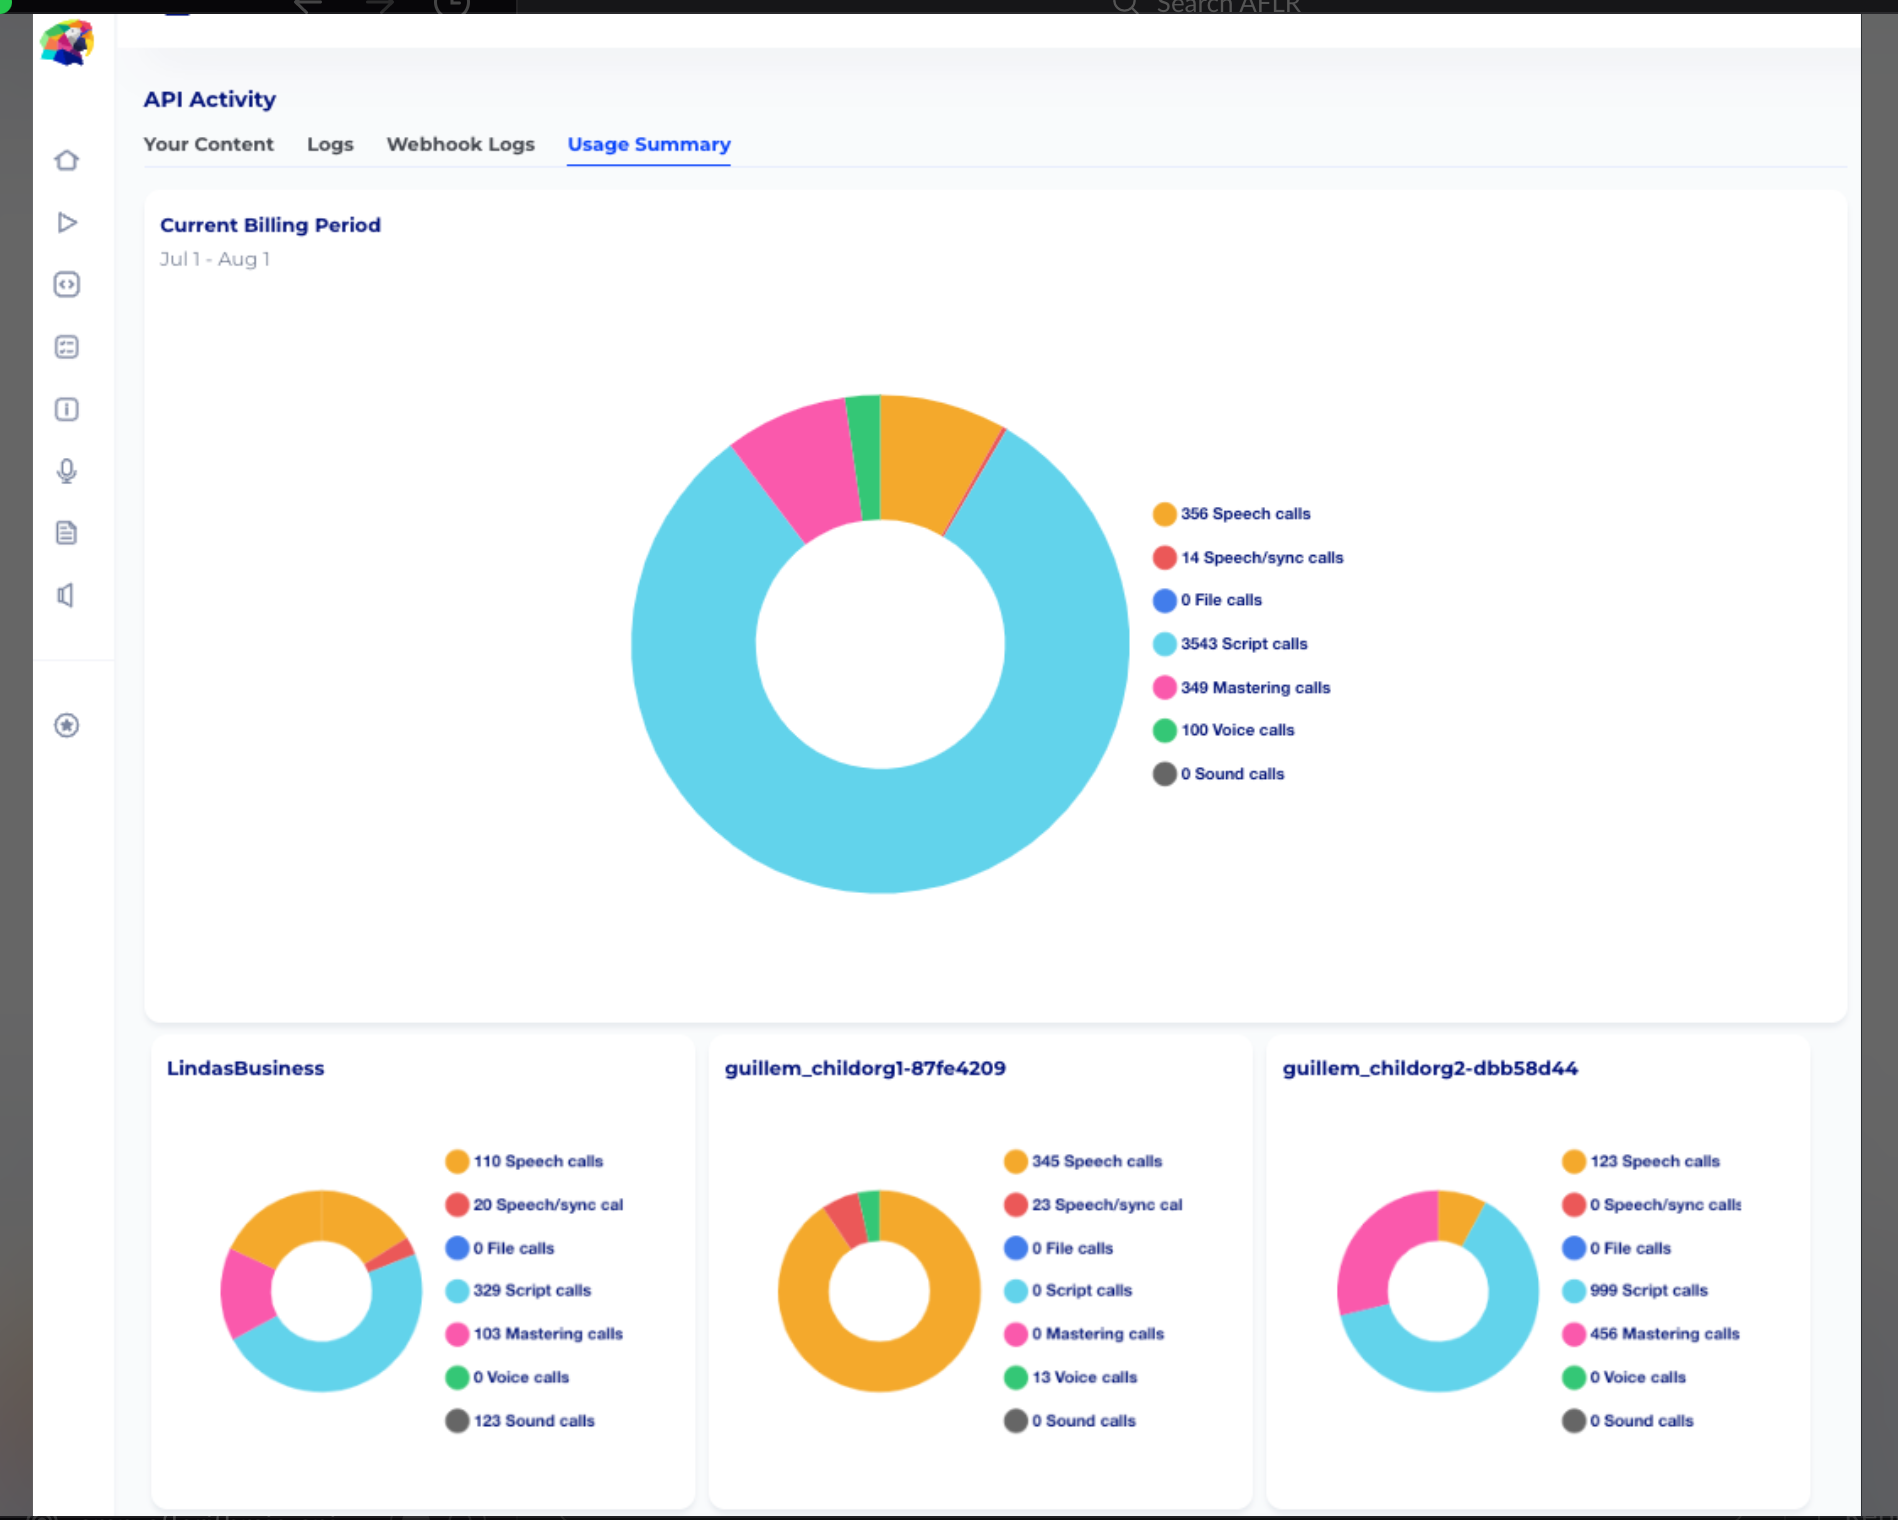 Search AFLR
API Activity
Your Content Logs Webhook Logs Usage Summary
Current Billing Period
Jul 1 - Aug 1
356 Speech calls
14 Speech/sync calls
0 File calls
3543 Script calls
349 Mastering calls
100 Voice calls
0 Sound calls
LindasBusiness
110 Speech calls
20 Speech/sync cal
0 File calls
329 Script calls
103 Mastering calls
0 Voice calls
123 Sound calls
guillem_childorg1-87fe4209
345 Speech calls
23 Speech/sync cal
0 File calls
0 Script calls
0 Mastering calls
13 Voice calls
0 Sound calls
guillem_childorg2-dbb58d44
123 Speech calls
0 Speech/sync calls
0 File calls
999 Script calls
456 Mastering calls
0 Voice calls
0 Sound calls